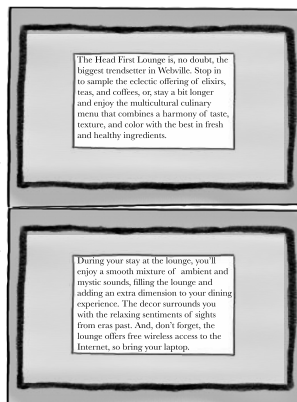 The Head First Lounge is, no doubt, the
biggest trendsetter in Webville. Stop in
to sample the eclectic offering of elixirs,
teas, and coffees, or, stay a bit longer
and enjoy the multicultural culinary
menu that combines a harmony of taste,
texture, and color with the best in fresh
and healthy ingredients.
During your stay at the lounge, you'll
enjoy a smooth mixture of ambient and
mystic sounds, filling the lounge and
adding an extra dimension to your dining
experience. The decor surrounds you
with the relaxing sentiments of sights
from eras past. And, don't forget, the
lounge offers free wireless access to the
Internet, so bring your laptop.